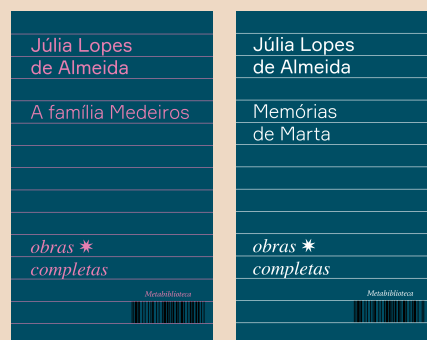 Júlia Lopes
de Almeida
A família Medeiros
obras ✷
completas
Metabiblioteca
Júlia Lopes
de Almeida
Memórias
de Marta
obras ✷
completas
Metabiblioteca